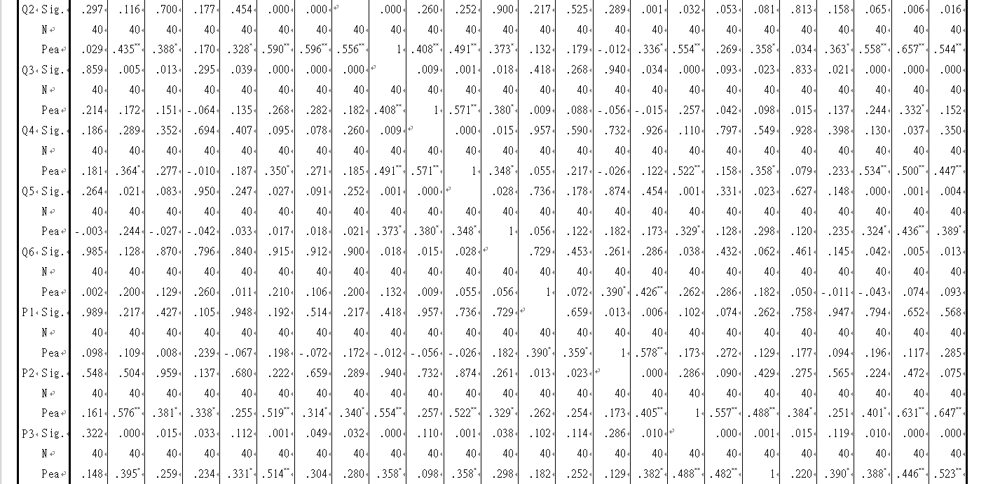 Q2 Sig. .297 .116 .700 .177 .454 .000 .000 .000 .260 .252 .900 .217 .525 .289 .001 .032 .053 .081 .813 .158 .065 .006 .016
N 40 40 40 40 40 40 40 40 40 40 40 40 40 40 40 40 40 40 40 40 40 40 40 40
Pea .029 .435** .388* .170 .328* .590** .596** .556** 1 .408** .491** .373* .132 .179 -.012 .336* .554** .269 .358* .034 .363* .558** .657** .544**
Q3 Sig. .859 .005 .013 .295 .039 .000 .000 .000 .009 .001 .018 .418 .268 .940 .034 .000 .093 .023 .833 .021 .000 .000 .000
N 40 40 40 40 40 40 40 40 40 40 40 40 40 40 40 40 40 40 40 40 40 40 40 40
Pea .214 .172 .151 -.064 .135 .268 .282 .182 .408** 1 .571** .380* .009 .088 -.056 -.015 .257 .042 .098 .015 .137 .244 .332* .152
Q4 Sig. .186 .289 .352 .694 .407 .095 .078 .260 .009 .000 .015 .957 .590 .732 .926 .110 .797 .549 .928 .398 .130 .037 .350
N 40 40 40 40 40 40 40 40 40 40 40 40 40 40 40 40 40 40 40 40 40 40 40 40
Pea .181 .364* .277 -.010 .187 .350* .271 .185 .491** .571** 1 .348* .055 .217 -.026 .122 .522** .158 .358* .079 .233 .534** .500** .447**
Q5 Sig. .264 .021 .083 .950 .247 .027 .091 .252 .001 .000 .028 .736 .178 .874 .454 .001 .331 .023 .627 .148 .000 .001 .004
N 40 40 40 40 40 40 40 40 40 40 40 40 40 40 40 40 40 40 40 40 40 40 40 40
Pea -.003 .244 -.027 -.042 .033 .017 .018 .021 .373* .380* .348* 1 .056 .122 .182 .173 .329* .128 .298 .120 .235 .324* .436** .389*
Q6 Sig. .985 .128 .870 .796 .840 .915 .912 .900 .018 .015 .028 .729 .453 .261 .286 .038 .432 .062 .461 .145 .042 .005 .013
N 40 40 40 40 40 40 40 40 40 40 40 40 40 40 40 40 40 40 40 40 40 40 40 40
Pea .002 .200 .129 .260 .011 .210 .106 .200 .132 .009 .055 .056 1 .072 .390* .426** .262 .286 .182 .050 -.011 -.043 .074 .093
P1 Sig. .989 .217 .427 .105 .948 .192 .514 .217 .418 .957 .736 .729 .659 .013 .006 .102 .074 .262 .758 .947 .794 .652 .568
N 40 40 40 40 40 40 40 40 40 40 40 40 40 40 40 40 40 40 40 40 40 40 40 40
Pea .098 .109 .008 .239 -.067 .198 -.072 .172 -.012 -.056 -.026 .182 .390* .359* 1 .578** .173 .272 .129 .177 .094 .196 .117 .285
P2 Sig. .548 .504 .959 .137 .680 .222 .659 .289 .940 .732 .874 .261 .013 .023 .000 .286 .090 .429 .275 .565 .224 .472 .075
N 40 40 40 40 40 40 40 40 40 40 40 40 40 40 40 40 40 40 40 40 40 40 40 40
Pea .161 .576** .381* .338* .255 .519** .314* .340* .554** .257 .522** .329* .262 .254 .173 .405** 1 .557** .488** .384* .251 .401* .631** .647**
P3 Sig. .322 .000 .015 .033 .112 .001 .049 .032 .000 .110 .001 .038 .102 .114 .286 .010 .000 .001 .015 .119 .010 .000 .000
N 40 40 40 40 40 40 40 40 40 40 40 40 40 40 40 40 40 40 40 40 40 40 40 40
Pea .148 .395* .259 .234 .331* .514** .304 .280 .358* .098 .358* .298 .182 .252 .129 .382* .488** .482** 1 .220 .390* .388* .446** .523**